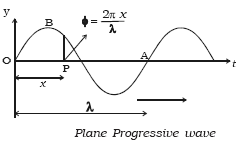 y
B
ϕ = 2π x / λ
O
P
A
t
x
λ
Plane Progressive wave